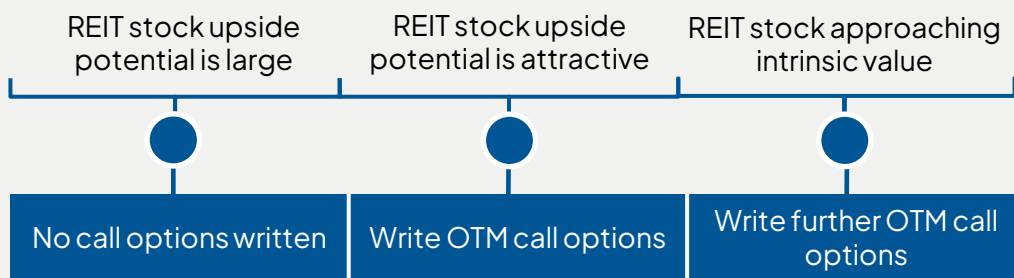 REIT stock upside
potential is large
REIT stock upside
potential is attractive
REIT stock approaching
intrinsic value
No call options written
Write OTM call options
Write further OTM call
options